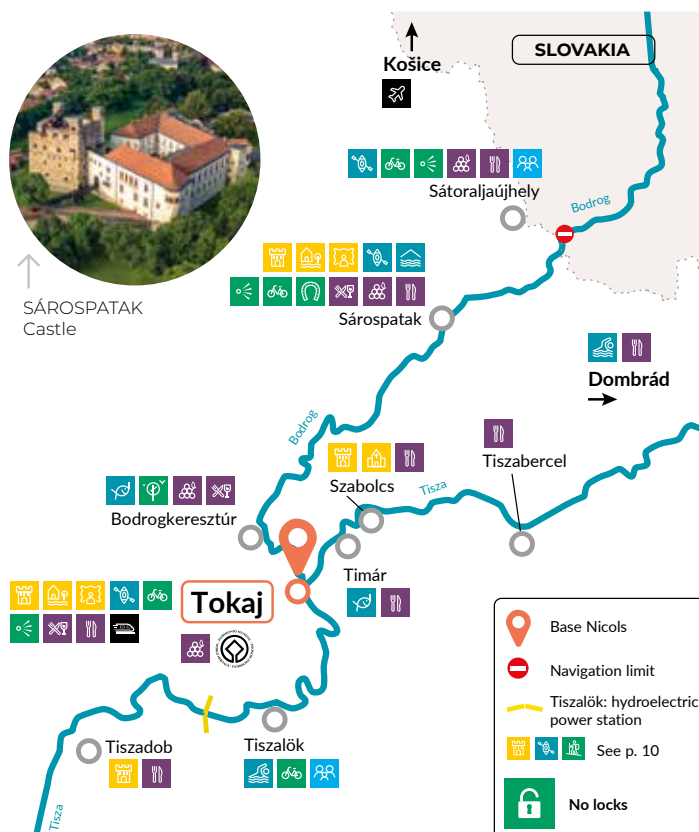 SLOVAKIA
Košice
Sátoraljaújhely
Bodrog
SÁROSPATAK
Castle
Sárospatak
Dombrád
Bodrog
Tiszabercel
Szabolcs
Tisza
Tisza
Bodrogkeresztúr
Timár
Tokaj
Base Nicols
Navigation limit
Tiszalök: hydroelectric
power station
See p. 10
No locks
Tiszadob
Tiszalök
Tisza